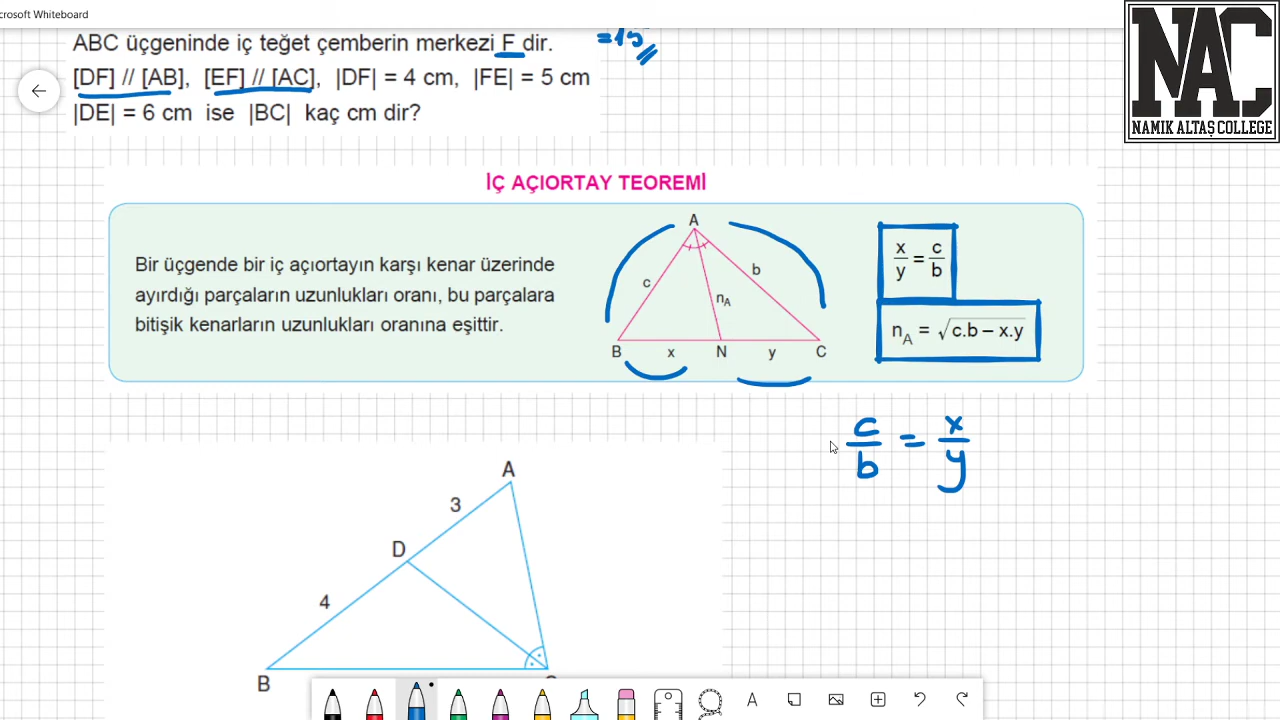 crosoft Whiteboard
ABC üçgeninde iç teğet çemberin merkezi F dir.
=15
[DF] // [AB], [EF] // [AC], |DF| = 4 cm, |FE| = 5 cm
|DE| = 6 cm ise |BC| kaç cm dir?
NAC
NAMIK ALTAŞ COLLEGE
İÇ AÇIORTAY TEOREMİ
Bir üçgende bir iç açıortayın karşı kenar üzerinde
ayırdığı parçaların uzunlukları oranı, bu parçalara
bitişik kenarların uzunlukları oranına eşittir.
A
c
b
n_A
B x N y C
x/y = c/b
n_A = √c.b – x.y
c/b = x/y
A
3
D
4
B
A